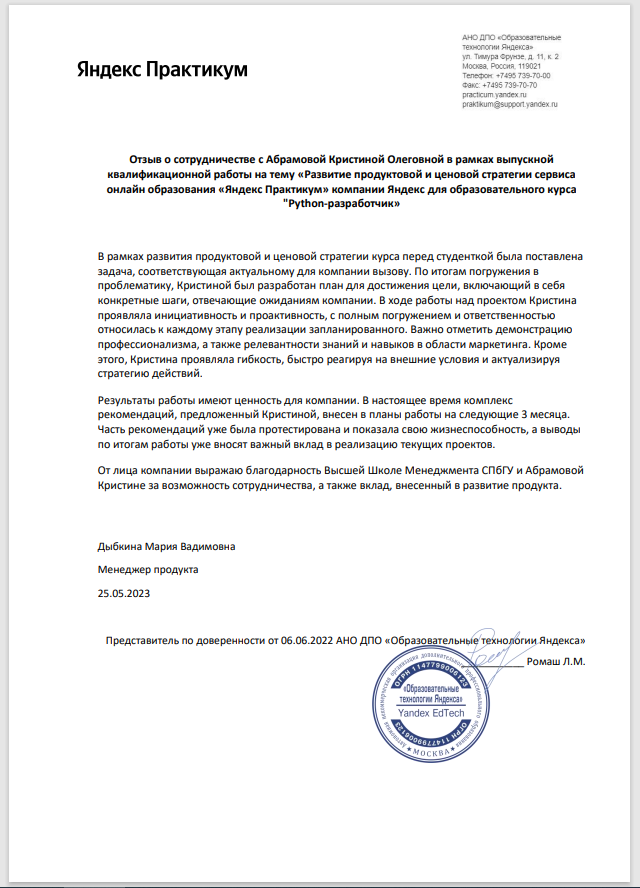 Яндекс Практикум
АНО ДПО «Образовательные
технологии Яндекса»
ул. Тимура Фрунзе, д. 11, к. 2
Москва, Россия, 119021
Телефон: +7495 739-70-00
Факс: +7495 739-70-70
practicum.yandex.ru
praktikum@support.yandex.ru
Отзыв о сотрудничестве с Абрамовой Кристиной Олеговной в рамках выпускной
квалификационной работы на тему «Развитие продуктовой и ценовой стратегии сервиса
онлайн образования «Яндекс Практикум» компании Яндекс для образовательного курса
"Python-разработчик»
В рамках развития продуктовой и ценовой стратегии курса перед студенткой была поставлена
задача, соответствующая актуальному для компании вызову. По итогам погружения в
проблематику, Кристиной был разработан план для достижения цели, включающий в себя
конкретные шаги, отвечающие ожиданиям компании. В ходе работы над проектом Кристина
проявляла инициативность и проактивность, с полным погружением и ответственностью
относилась к каждому этапу реализации запланированного. Важно отметить демонстрацию
профессионализма, а также релевантности знаний и навыков в области маркетинга. Кроме
этого, Кристина проявляла гибкость, быстро реагируя на внешние условия и актуализируя
стратегию действий.
Результаты работы имеют ценность для компании. В настоящее время комплекс
рекомендаций, предложенный Кристиной, внесен в планы работы на следующие 3 месяца.
Часть рекомендаций уже была протестирована и показала свою жизнеспособность, а выводы
по итогам работы уже вносят важный вклад в реализацию текущих проектов.
От лица компании выражаю благодарность Высшей Школе Менеджмента СПбГУ и Абрамовой
Кристине за возможность сотрудничества, а также вклад, внесенный в развитие продукта.
Дыбкина Мария Вадимовна
Менеджер продукта
25.05.2023
Представитель по доверенности от 06.06.2022 АНО ДПО «Образовательные технологии Яндекса»
Ромаш Л.М.
Автономная некоммерческая организация дополнительного профессионального образования
ОГРН 1147799006123
«Образовательные
технологии Яндекса»
Yandex EdTech
ОГРН 1147799006123
★ МОСКВА ★